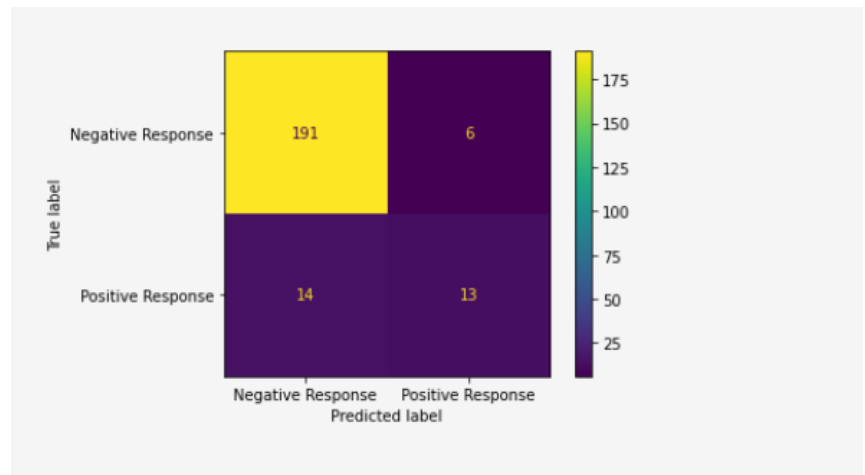 175
Negative Response
191
6
150
125
True label
100
75
Positive Response
14
13
50
25
Negative Response
Positive Response
Predicted label